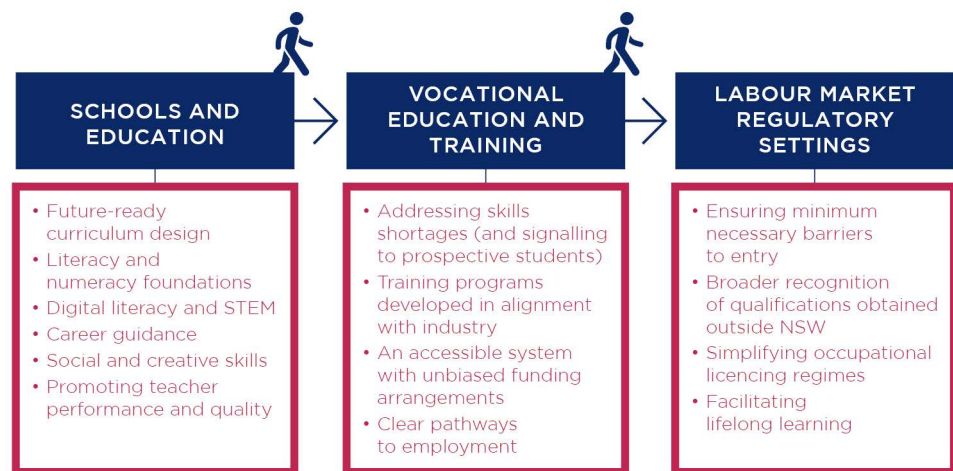 SCHOOLS AND
EDUCATION
VOCATIONAL
EDUCATION AND
TRAINING
LABOUR MARKET
REGULATORY
SETTINGS
• Future-ready
curriculum design
• Literacy and
numeracy foundations
• Digital literacy and STEM
• Career guidance
• Social and creative skills
• Promoting teacher
performance and quality
• Addressing skills
shortages (and signalling
to prospective students)
• Training programs
developed in alignment
with industry
• An accessible system
with unbiased funding
arrangements
• Clear pathways
to employment
• Ensuring minimum
necessary barriers
to entry
• Broader recognition
of qualifications obtained
outside NSW
• Simplifying occupational
licencing regimes
• Facilitating
lifelong learning